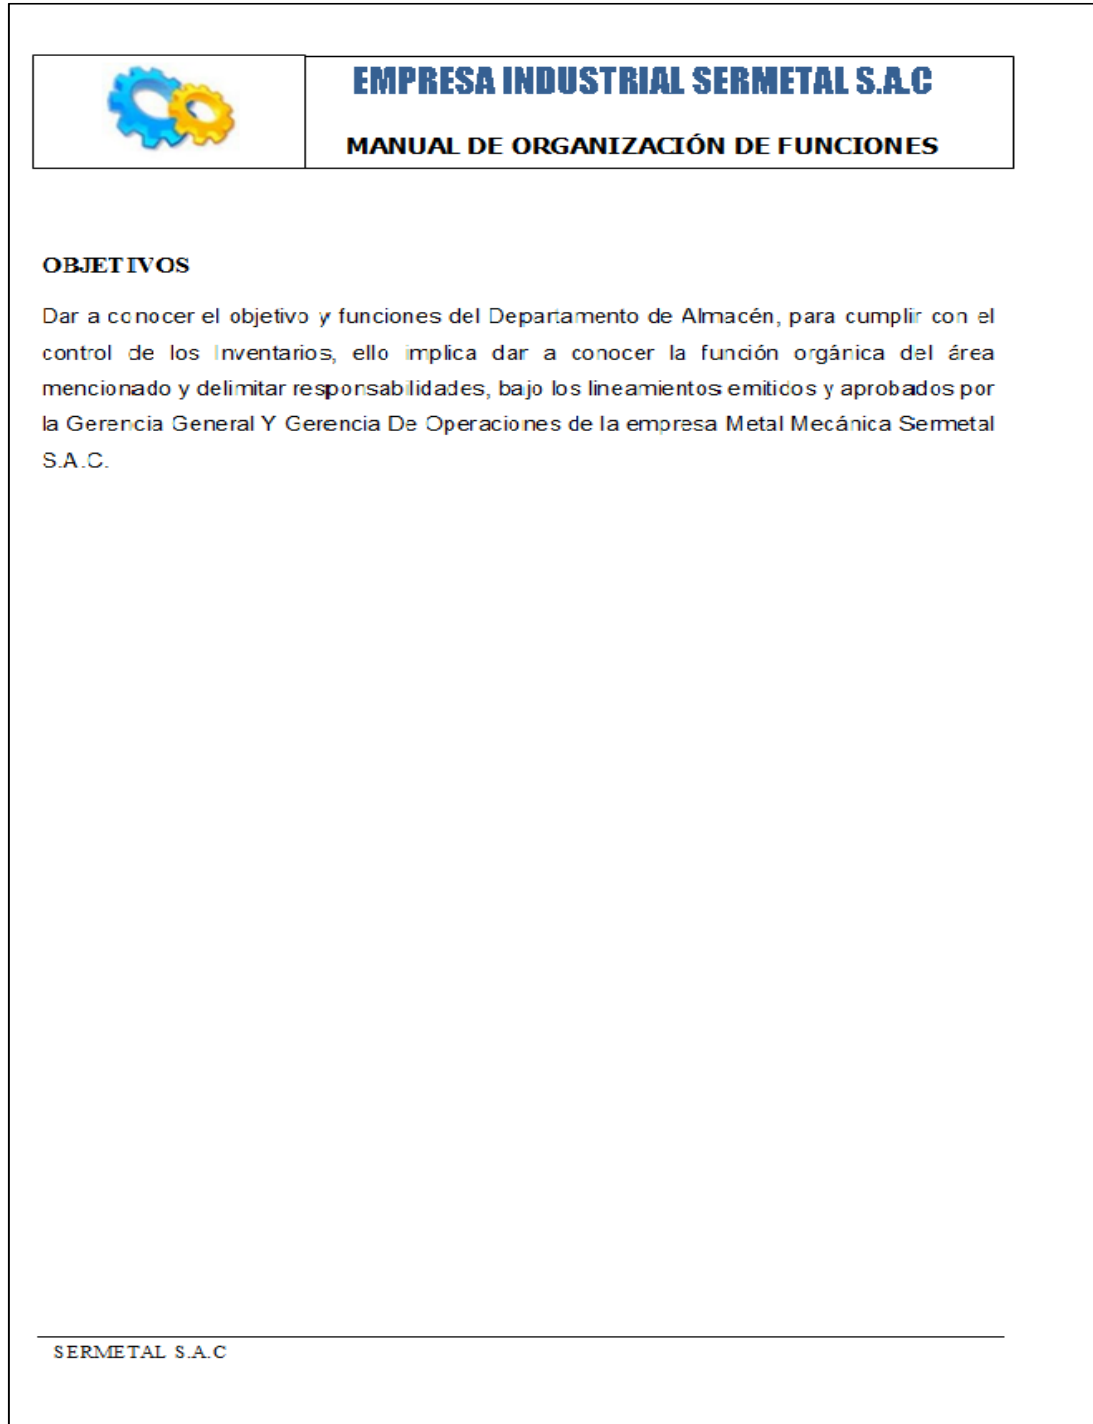 EMPRESA INDUSTRIAL SERMETAL S.A.C
MANUAL DE ORGANIZACIÓN DE FUNCIONES
OBJETIVOS
Dar a conocer el objetivo y funciones del Departamento de Almacén, para cumplir con el
control de los Inventarios, ello implica dar a conocer la función orgánica del área
mencionado y delimitar responsabilidades, bajo los lineamientos emitidos y aprobados por
la Gerencia General Y Gerencia De Operaciones de la empresa Metal Mecánica Sermetal
S.A.C.
SERMETAL S.A.C